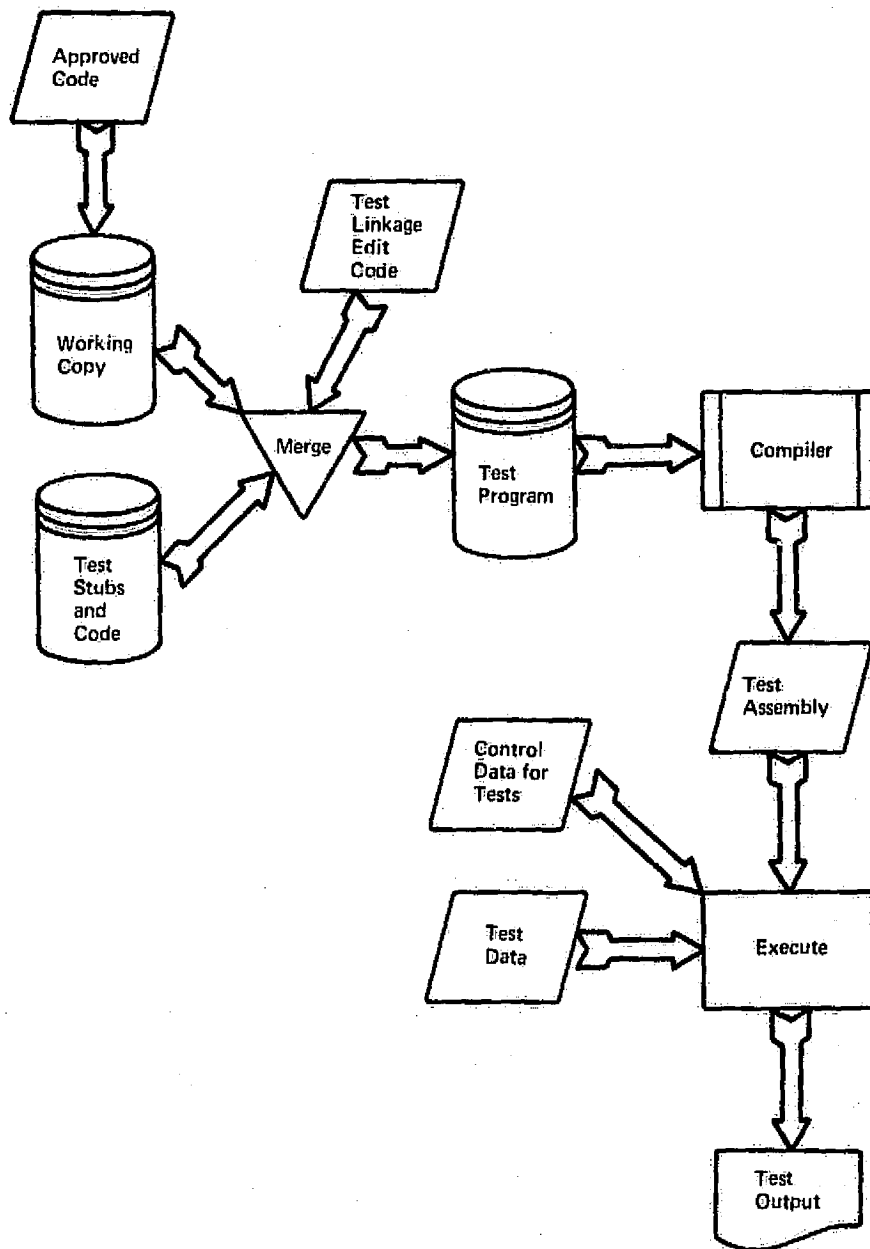 Approved
Code
Test
Linkage
Edit
Code
Working
Copy
Merge
Test
Program
Compiler
Test
Stubs
and
Code
Test
Assembly
Control
Data for
Tests
Test
Data
Execute
Test
Output